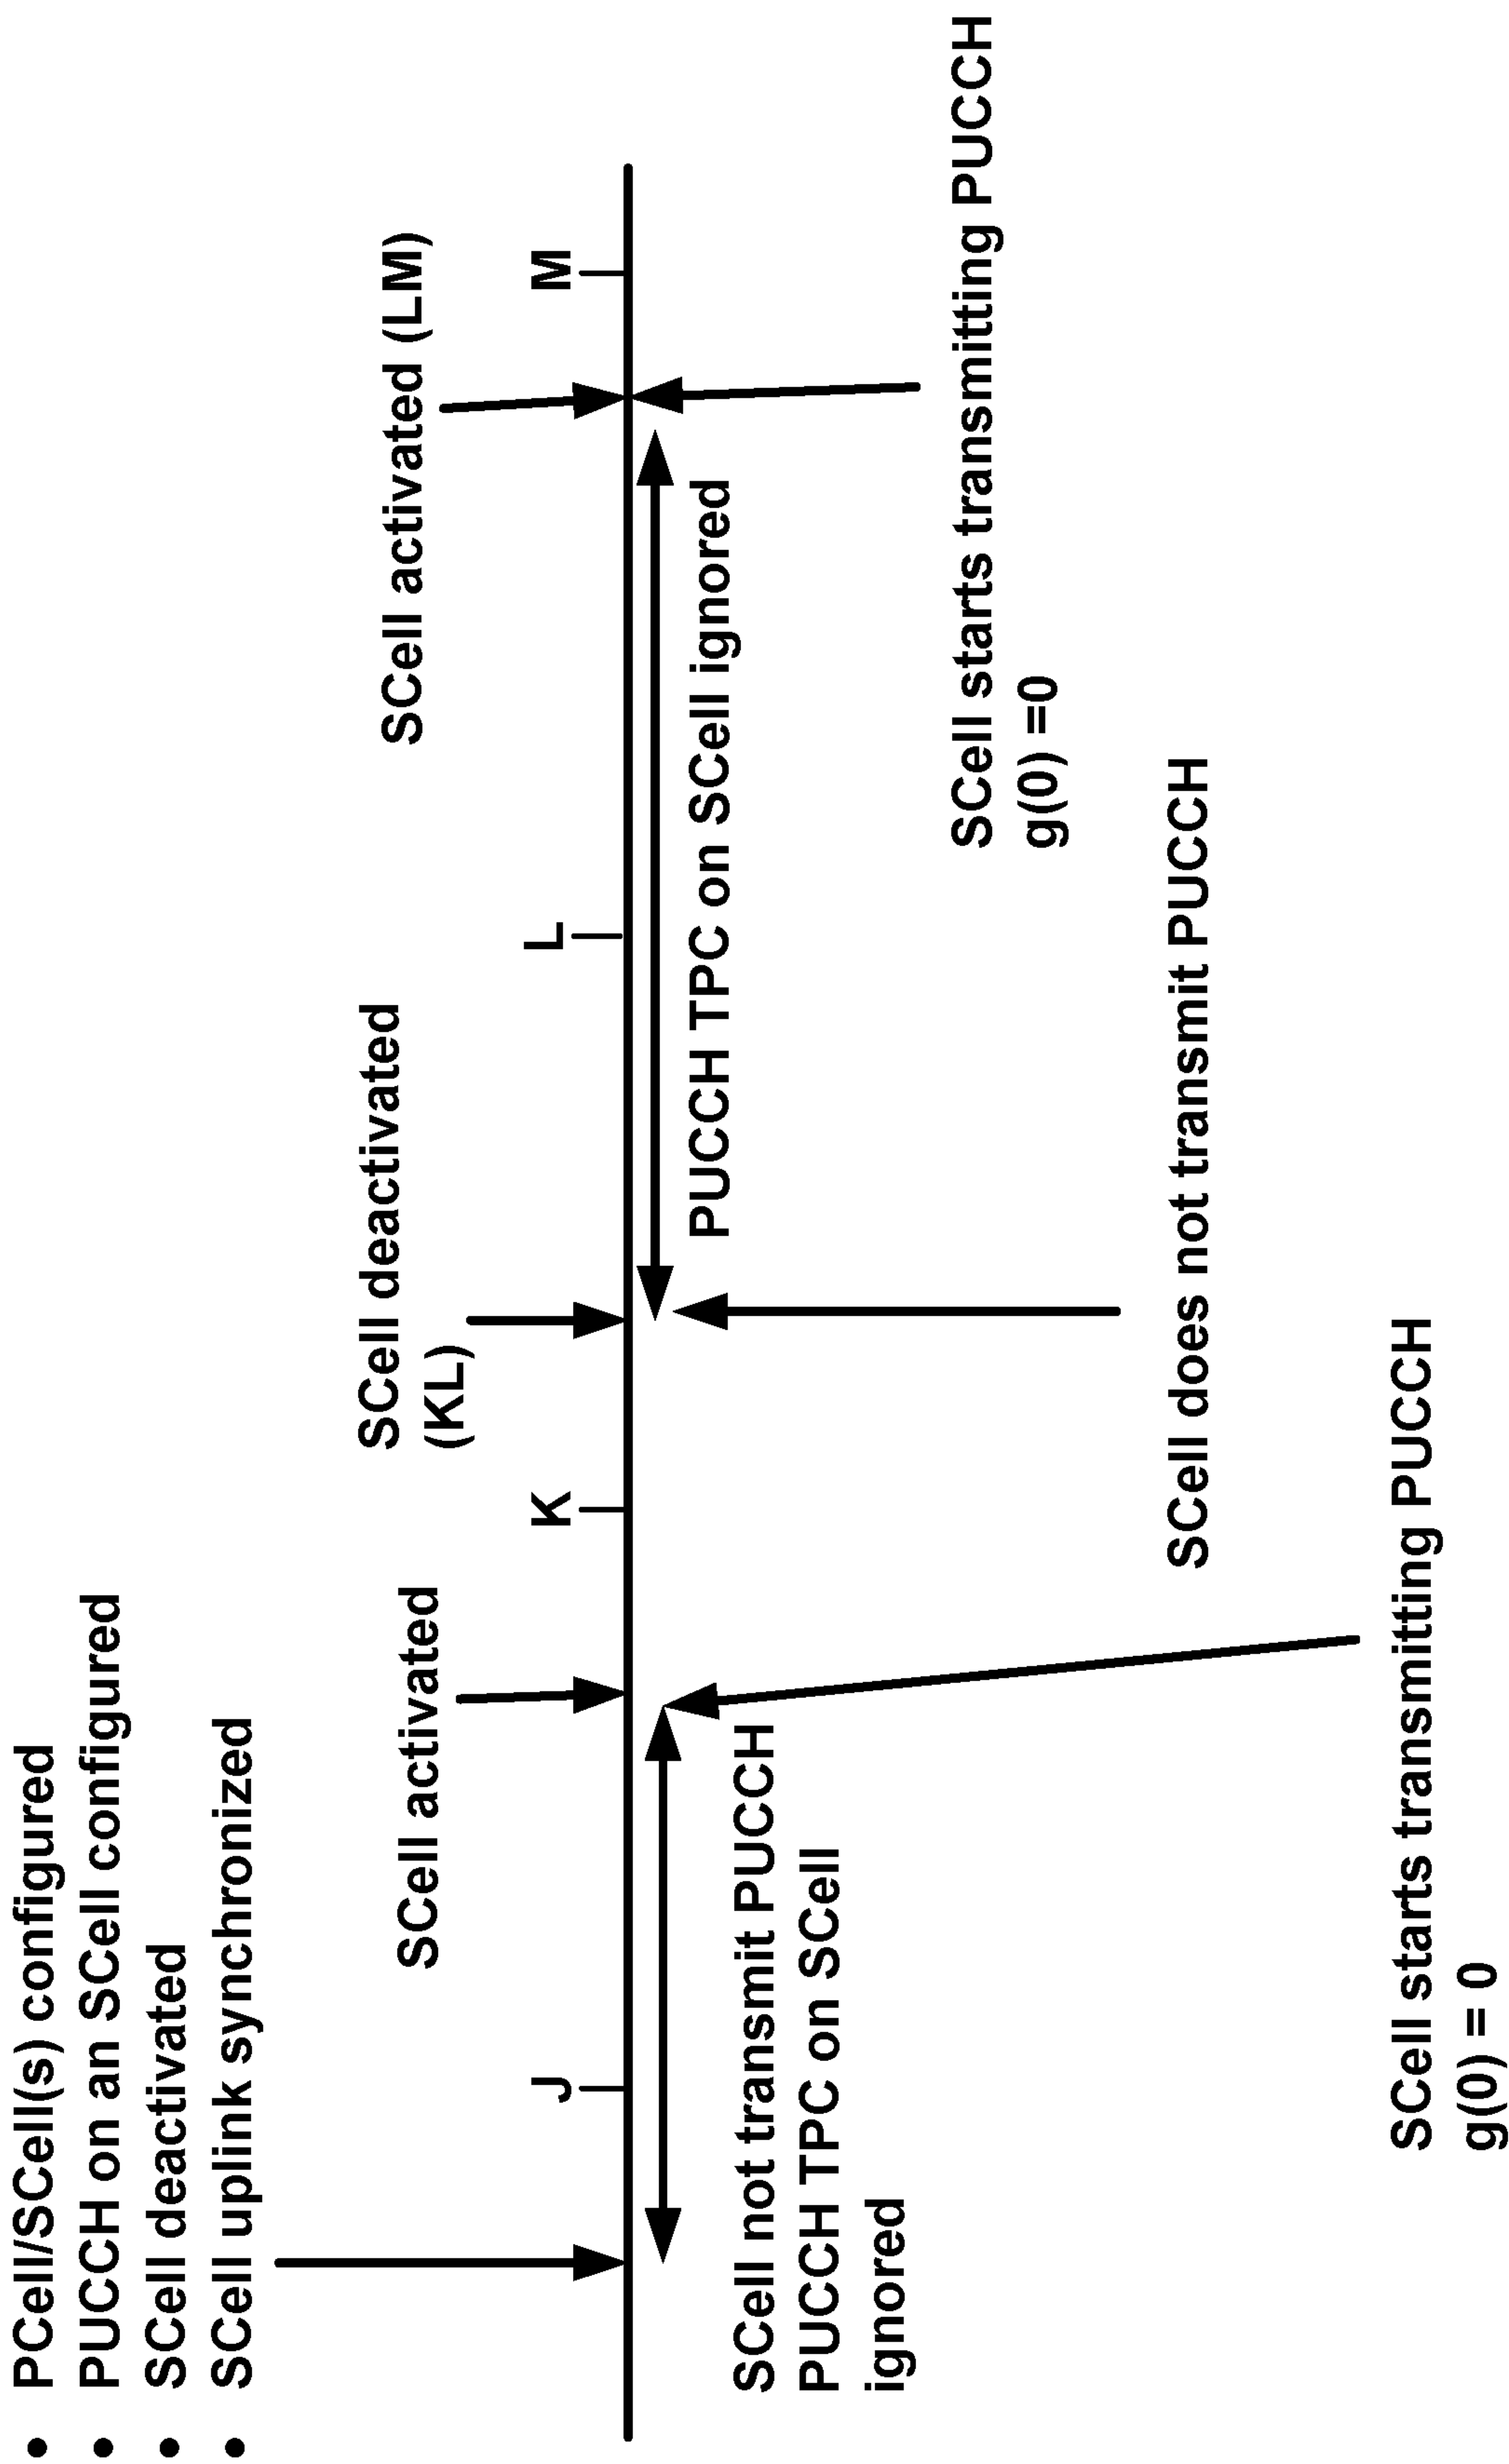 • PCell/SCell(s) configured
• PUCCH on an SCell configured
• SCell deactivated
• SCell uplink synchronized
SCell activated
SCell deactivated
(KL)
SCell activated (LM)
J
K
L
M
SCell not transmit PUCCH
PUCCH TPC on SCell
ignored
PUCCH TPC on SCell ignored
SCell starts transmitting PUCCH
g(0) =0
SCell does not transmit PUCCH
SCell starts transmitting PUCCH
g(0) = 0